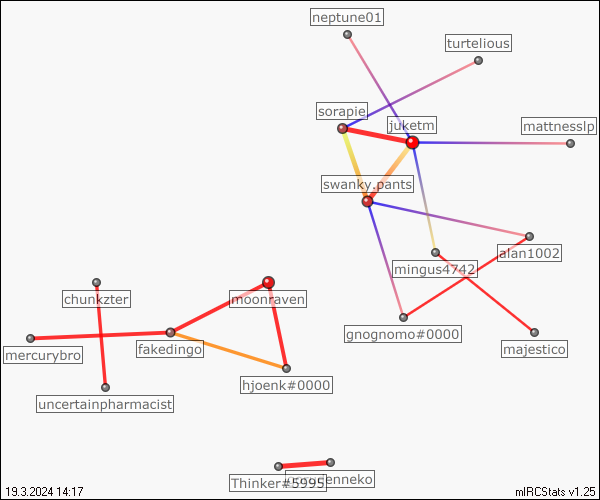 neptune01
turtelious
sorapie
juketm
mattnesslp
swanky.pants
alan1002
mingus4742
chunkzter
moonraven
gnognomo#0000
mercurybro
fakedingo
majestico
hjoenk#0000
uncertainpharmacist
Thinker#5995
19.3.2024 14:17
mIRCStats v1.25